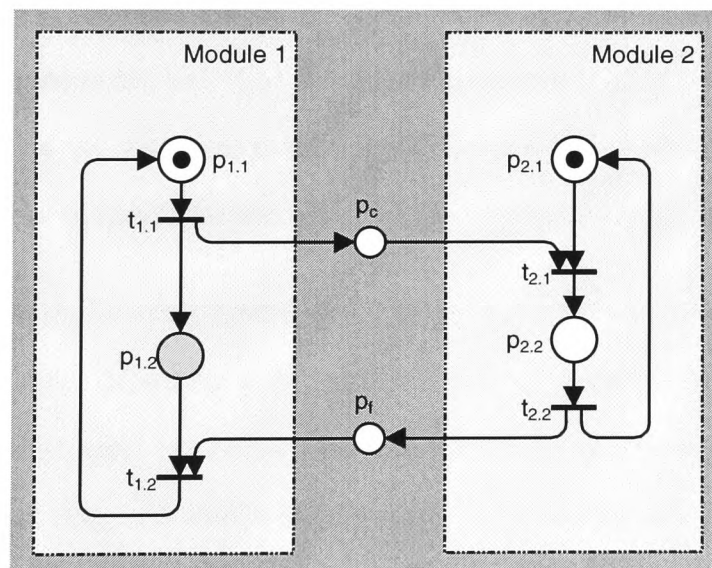 Module 1
Module 2
p1.1
p2.1
t1.1
pc
t2.1
p1.2
p2.2
pf
t2.2
t1.2